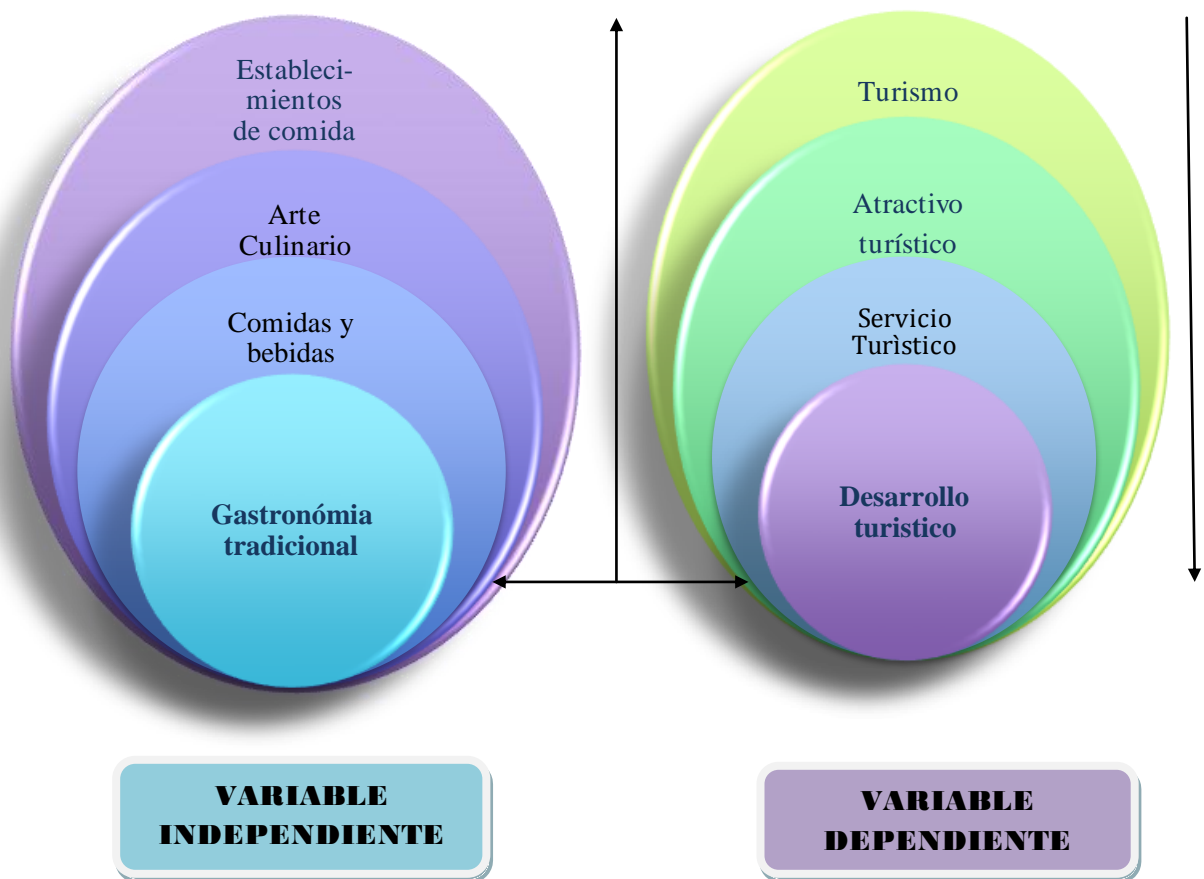 Estableci-
mientos
de comida
Arte
Culinario
Comidas y
bebidas
Gastronómia
tradicional
VARIABLE
INDEPENDIENTE
Turismo
Atractivo
turístico
Servicio
Turìstico
Desarrollo
turistico
VARIABLE
DEPENDIENTE